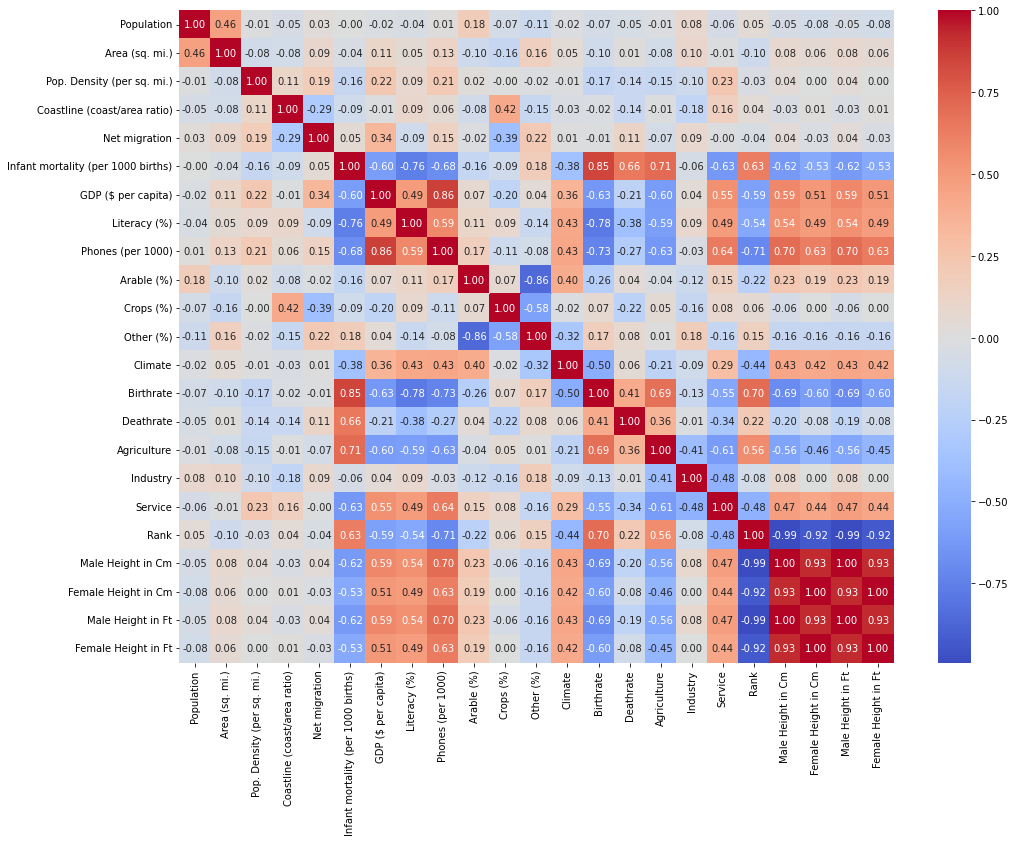 Population 1.00 0.46 -0.01 -0.05 0.03 -0.00 -0.02 -0.04 0.01 0.18 -0.07 -0.11 -0.02 -0.07 -0.05 -0.01 0.08 -0.06 0.05 -0.05 -0.08 -0.05 -0.08
Area (sq. mi.) 0.46 1.00 -0.08 -0.08 0.09 -0.04 0.11 0.05 0.13 -0.10 -0.16 0.16 0.05 -0.10 0.01 -0.08 0.10 -0.01 -0.10 0.08 0.06 0.08 0.06
Pop. Density (per sq. mi.) -0.01 -0.08 1.00 0.11 0.19 -0.16 0.22 0.09 0.21 0.02 -0.00 -0.02 -0.01 -0.17 -0.14 -0.15 -0.10 0.23 -0.03 0.04 0.00 0.04 0.00
Coastline (coast/area ratio) -0.05 -0.08 0.11 1.00 -0.29 -0.09 -0.01 0.09 0.06 -0.08 0.42 -0.15 -0.03 -0.02 -0.14 -0.01 -0.18 0.16 0.04 -0.03 0.01 -0.03 0.01
Net migration 0.03 0.09 0.19 -0.29 1.00 0.05 0.34 -0.09 0.15 -0.02 -0.39 0.22 0.01 -0.01 0.11 -0.07 0.09 -0.00 -0.04 0.04 -0.03 0.04 -0.03
Infant mortality (per 1000 births) -0.00 -0.04 -0.16 -0.09 0.05 1.00 -0.60 -0.76 -0.68 -0.16 -0.09 0.18 -0.38 0.85 0.66 0.71 -0.06 -0.63 0.63 -0.62 -0.53 -0.62 -0.53
GDP ($ per capita) -0.02 0.11 0.22 -0.01 0.34 -0.60 1.00 0.49 0.86 0.07 -0.20 0.04 0.36 -0.63 -0.21 -0.60 0.04 0.55 -0.59 0.59 0.51 0.59 0.51
Literacy (%) -0.04 0.05 0.09 0.09 -0.09 -0.76 0.49 1.00 0.59 0.11 0.09 -0.14 0.43 -0.78 -0.38 -0.59 0.09 0.49 -0.54 0.54 0.49 0.54 0.49
Phones (per 1000) 0.01 0.13 0.21 0.06 0.15 -0.68 0.86 0.59 1.00 0.17 -0.11 -0.08 0.43 -0.73 -0.27 -0.63 -0.03 0.64 -0.71 0.70 0.63 0.70 0.63
Arable (%) 0.18 -0.10 0.02 -0.08 -0.02 -0.16 0.07 0.11 0.17 1.00 0.07 -0.86 0.40 -0.26 0.04 -0.04 -0.12 0.15 -0.22 0.23 0.19 0.23 0.19
Crops (%) -0.07 -0.16 -0.00 0.42 -0.39 -0.09 -0.20 0.09 -0.11 0.07 1.00 -0.58 -0.02 0.07 -0.22 0.05 -0.16 0.08 0.06 -0.06 0.00 -0.06 0.00
Other (%) -0.11 0.16 -0.02 -0.15 0.22 0.18 0.04 -0.14 -0.08 -0.86 -0.58 1.00 -0.32 0.17 0.08 0.01 0.18 -0.16 0.15 -0.16 -0.16 -0.16 -0.16
Climate -0.02 0.05 -0.01 -0.03 0.01 -0.38 0.36 0.43 0.43 0.40 -0.02 -0.32 1.00 -0.50 0.06 -0.21 -0.09 0.29 -0.44 0.43 0.42 0.43 0.42
Birthrate -0.07 -0.10 -0.17 -0.02 -0.01 0.85 -0.63 -0.78 -0.73 -0.26 0.07 0.17 -0.50 1.00 0.41 0.69 -0.13 -0.55 0.70 -0.69 -0.60 -0.69 -0.60
Deathrate -0.05 0.01 -0.14 -0.14 0.11 0.66 -0.21 -0.38 -0.27 0.04 -0.22 0.08 0.06 0.41 1.00 0.36 -0.01 -0.34 0.22 -0.20 -0.08 -0.19 -0.08
Agriculture -0.01 -0.08 -0.15 -0.01 -0.07 0.71 -0.60 -0.59 -0.63 -0.04 0.05 0.01 -0.21 0.69 0.36 1.00 -0.41 -0.61 0.56 -0.56 -0.46 -0.56 -0.45
Industry 0.08 0.10 -0.10 -0.18 0.09 -0.06 0.04 0.09 -0.03 -0.12 -0.16 0.18 -0.09 -0.13 -0.01 -0.41 1.00 -0.48 -0.08 0.08 0.00 0.08 0.00
Service -0.06 -0.01 0.23 0.16 -0.00 -0.63 0.55 0.49 0.64 0.15 0.08 -0.16 0.29 -0.55 -0.34 -0.61 -0.48 1.00 -0.48 0.47 0.44 0.47 0.44
Rank 0.05 -0.10 -0.03 0.04 -0.04 0.63 -0.59 -0.54 -0.71 -0.22 0.06 0.15 -0.44 0.70 0.22 0.56 -0.08 -0.48 1.00 -0.99 -0.92 -0.99 -0.92
Male Height in Cm -0.05 0.08 0.04 -0.03 0.04 -0.62 0.59 0.54 0.70 0.23 -0.06 -0.16 0.43 -0.69 -0.20 -0.56 0.08 0.47 -0.99 1.00 0.93 1.00 0.93
Female Height in Cm -0.08 0.06 0.00 0.01 -0.03 -0.53 0.51 0.49 0.63 0.19 0.00 -0.16 0.42 -0.60 -0.08 -0.46 0.00 0.44 -0.92 0.93 1.00 0.93 1.00
Male Height in Ft -0.05 0.08 0.04 -0.03 0.04 -0.62 0.59 0.54 0.70 0.23 -0.06 -0.16 0.43 -0.69 -0.19 -0.56 0.08 0.47 -0.99 1.00 0.93 1.00 0.93
Female Height in Ft -0.08 0.06 0.00 0.01 -0.03 -0.53 0.51 0.49 0.63 0.19 0.00 -0.16 0.42 -0.60 -0.08 -0.45 0.00 0.44 -0.92 0.93 1.00 0.93 1.00
Population
Area (sq. mi.)
Pop. Density (per sq. mi.)
Coastline (coast/area ratio)
Net migration
Infant mortality (per 1000 births)
GDP ($ per capita)
Literacy (%)
Phones (per 1000)
Arable (%)
Crops (%)
Other (%)
Climate
Birthrate
Deathrate
Agriculture
Industry
Service
Rank
Male Height in Cm
Female Height in Cm
Male Height in Ft
Female Height in Ft
1.00
0.75
0.50
0.25
0.00
-0.25
-0.50
-0.75